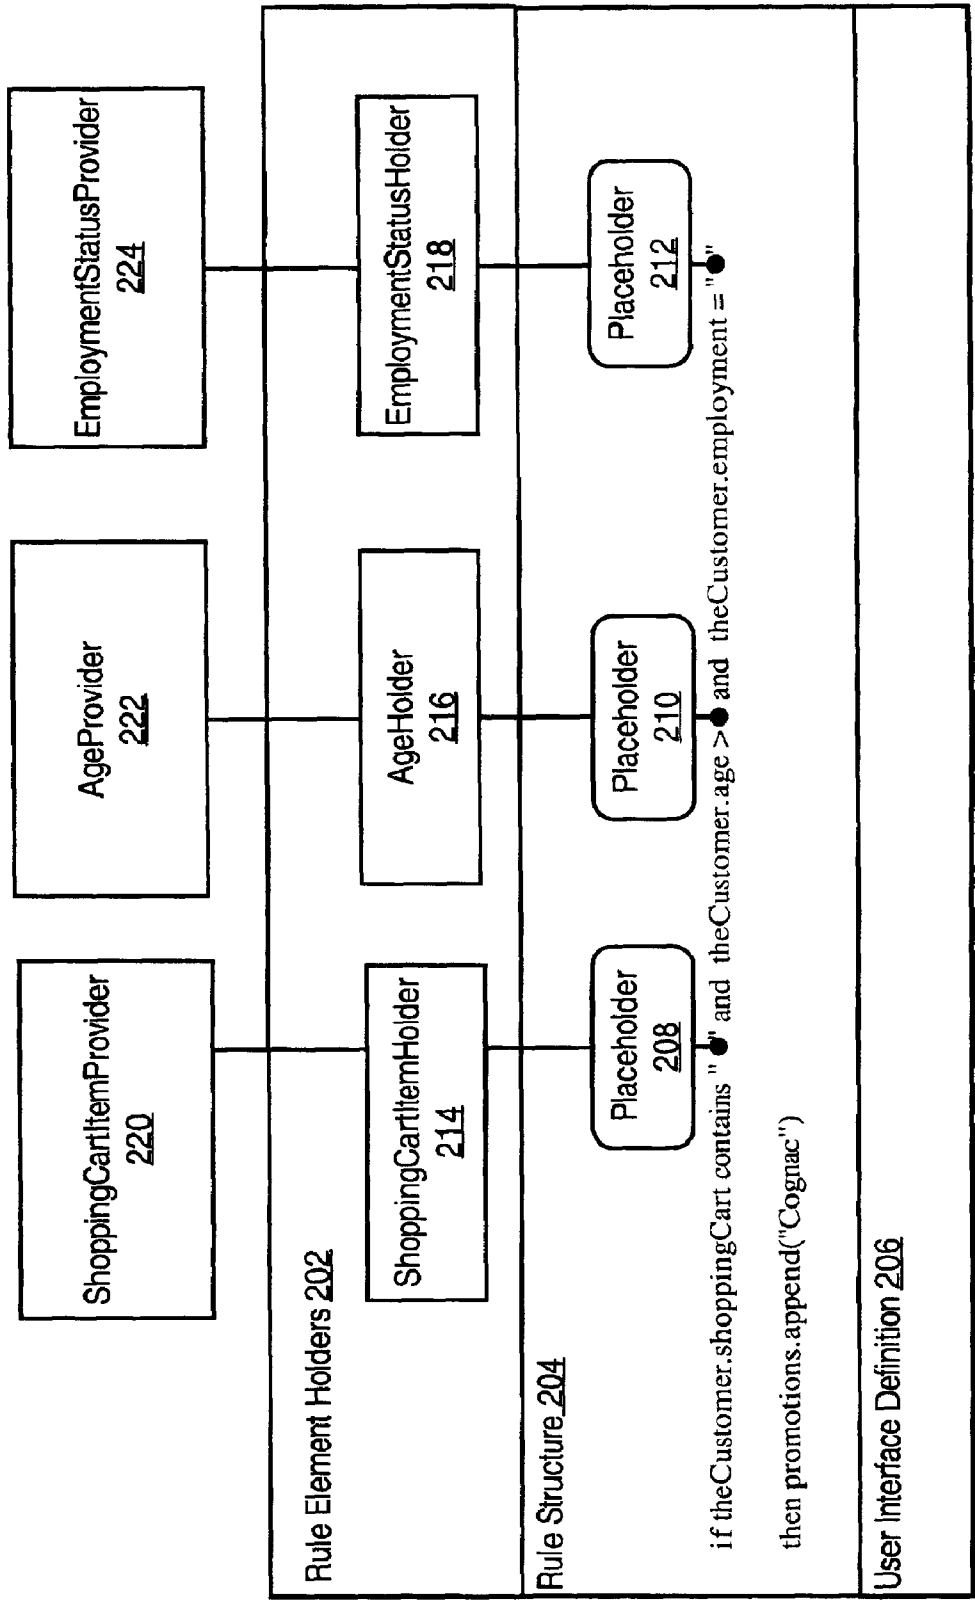 ShoppingCartItemProvider
220
AgeProvider
222
EmploymentStatusProvider
224
Rule Element Holders 202
ShoppingCartItemHolder
214
AgeHolder
216
EmploymentStatusHolder
218
Rule Structure 204
Placeholder
208
Placeholder
210
Placeholder
212
if theCustomer.shoppingCart contains " " and theCustomer.age > and theCustomer.employment = " "
then promotions.append("Cognac")
User Interface Definition 206